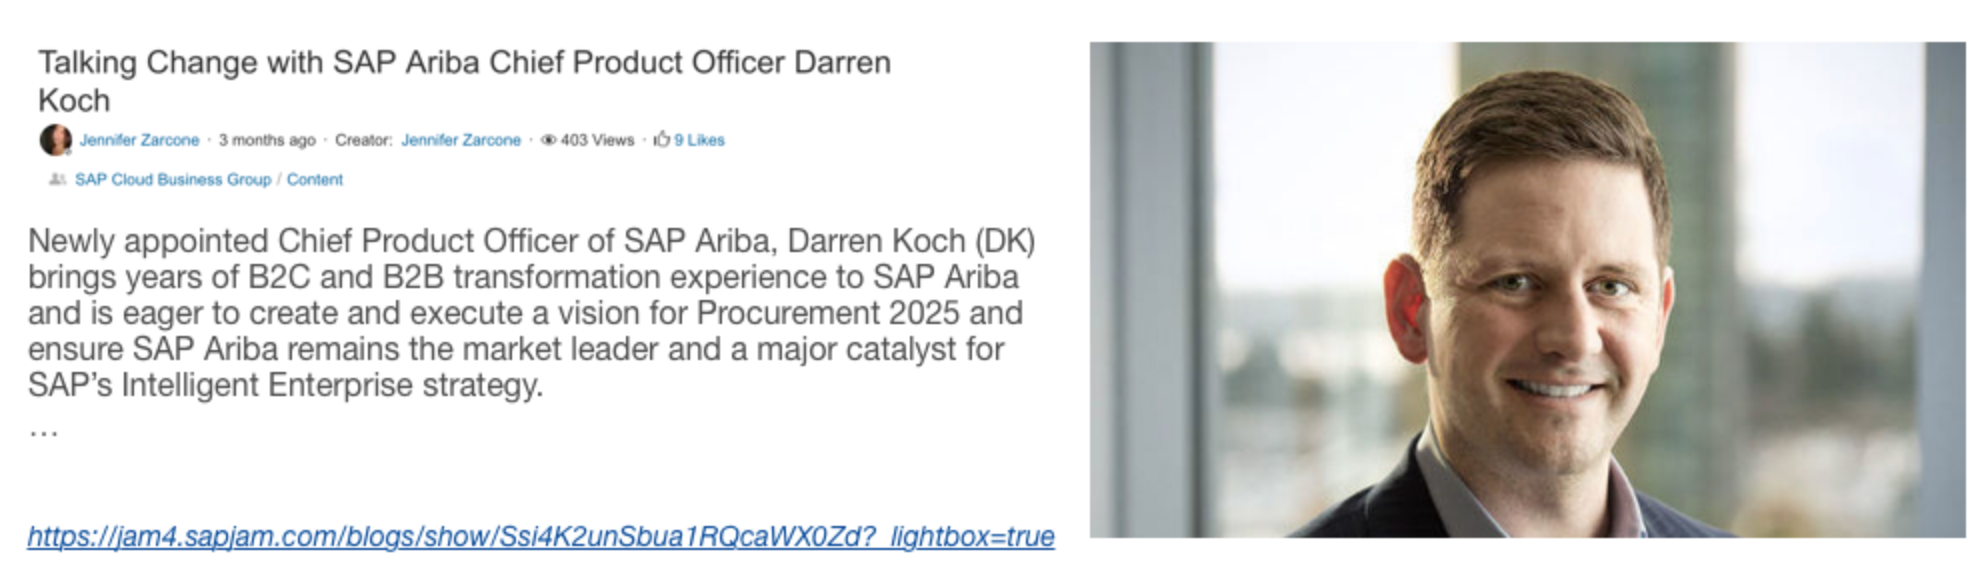 Talking Change with SAP Ariba Chief Product Officer Darren
Koch
Jennifer Zarcone · 3 months ago · Creator: Jennifer Zarcone · 403 Views · 9 Likes
SAP Cloud Business Group / Content
Newly appointed Chief Product Officer of SAP Ariba, Darren Koch (DK)
brings years of B2C and B2B transformation experience to SAP Ariba
and is eager to create and execute a vision for Procurement 2025 and
ensure SAP Ariba remains the market leader and a major catalyst for
SAP’s Intelligent Enterprise strategy.
…
https://jam4.sapjam.com/blogs/show/Ssi4K2unSbua1RQcaWX0Zd?_lightbox=true